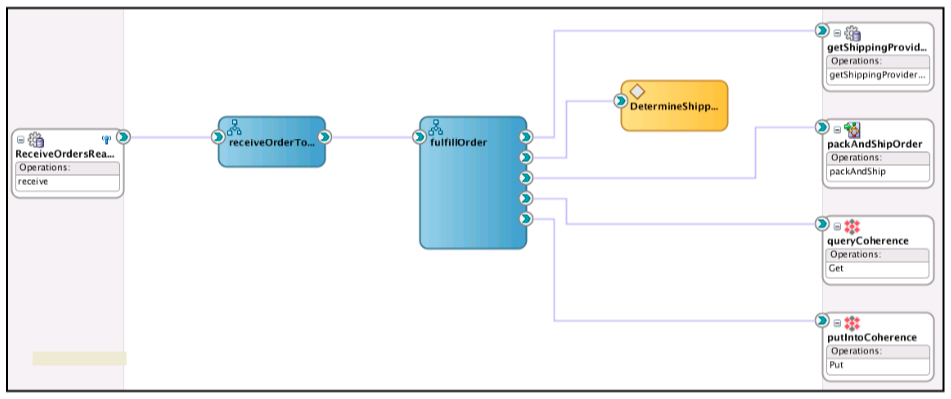 ReceiveOrdersRea...
Operations:
receive
receiveOrderTo...
fulfillOrder
DetermineShipp...
getShippingProvid...
Operations:
getShippingProvider...
packAndShipOrder
Operations:
packAndShip
queryCoherence
Operations:
Get
putIntoCoherence
Operations:
Put